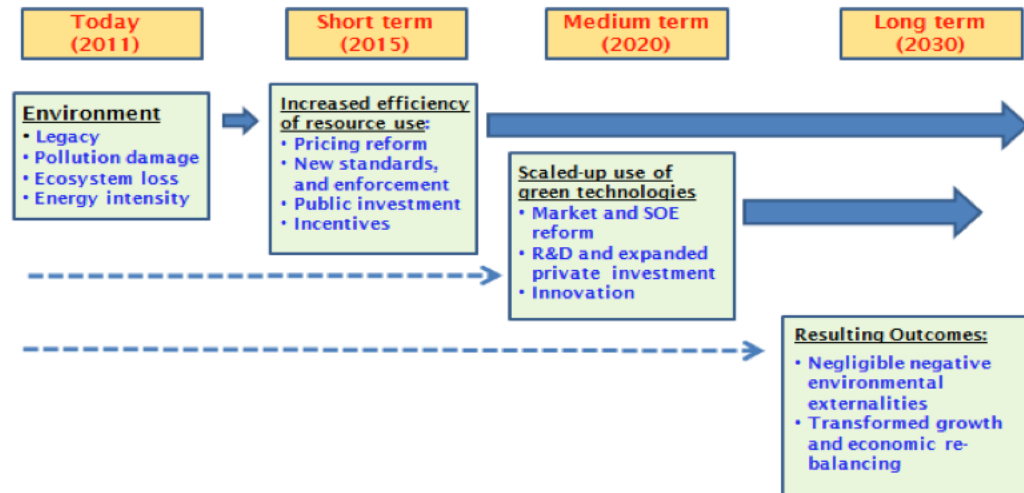 Today
(2011)
Short term
(2015)
Medium term
(2020)
Long term
(2030)
Environment
• Legacy
• Pollution damage
• Ecosystem loss
• Energy intensity
Increased efficiency
of resource use:
• Pricing reform
• New standards,
and enforcement
• Public investment
• Incentives
Scaled-up use of
green technologies
• Market and SOE
reform
• R&D and expanded
private investment
• Innovation
Resulting Outcomes:
• Negligible negative
environmental
externalities
• Transformed growth
and economic re-
balancing